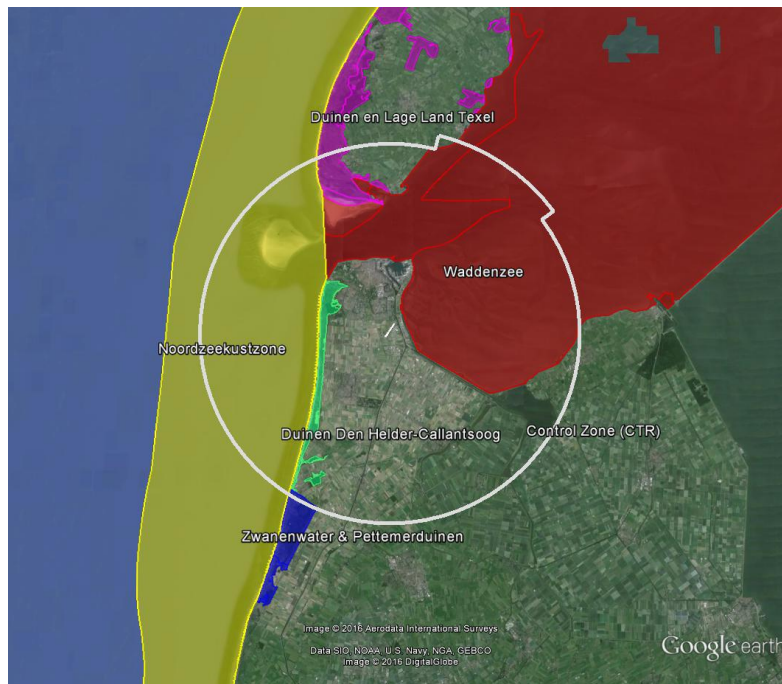 Duinen en Lage Land Texel
Waddenzee
Noordzeekustzone
Duinen Den Helder-Callantsoog
Control Zone (CTR)
Zwanenwater & Pettemerduinen
Image © 2016 Aerodata International Surveys
Data SIO, NOAA, U.S. Navy, NGA, GEBCO
Image © 2016 DigitalGlobe
Google earth